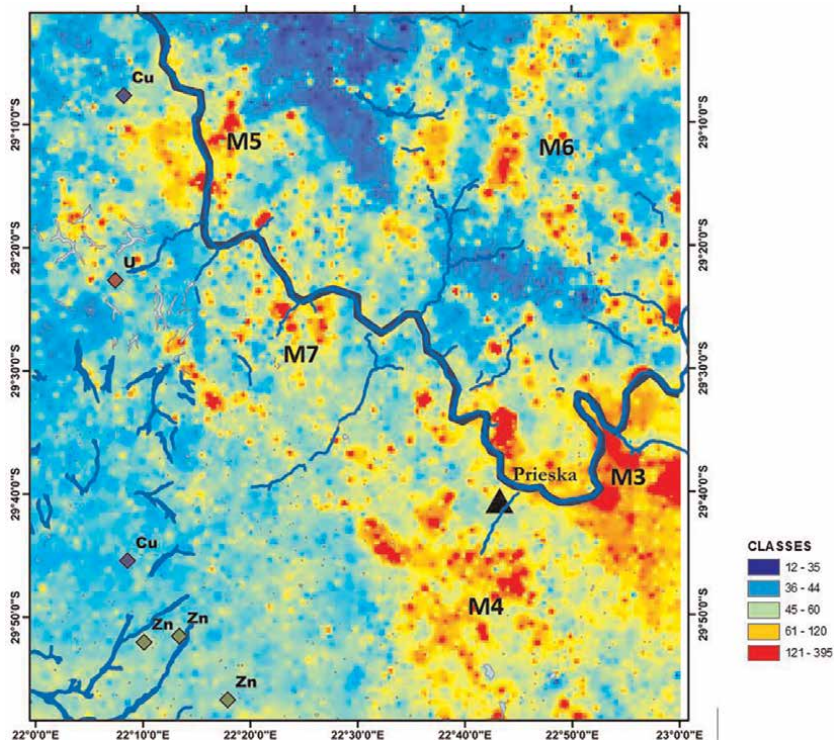 Cu
M5
M6
29°10'0"S
29°10'0"S
29°20'0"S
29°20'0"S
U
M7
29°30'0"S
29°30'0"S
Prieska
M3
29°40'0"S
29°40'0"S
Cu
M4
29°50'0"S
29°50'0"S
Zn
Zn
Zn
CLASSES
12 - 35
36 - 44
45 - 60
61 - 120
121 - 395
22°0'0"E
22°10'0"E
22°20'0"E
22°30'0"E
22°40'0"E
22°50'0"E
23°0'0"E